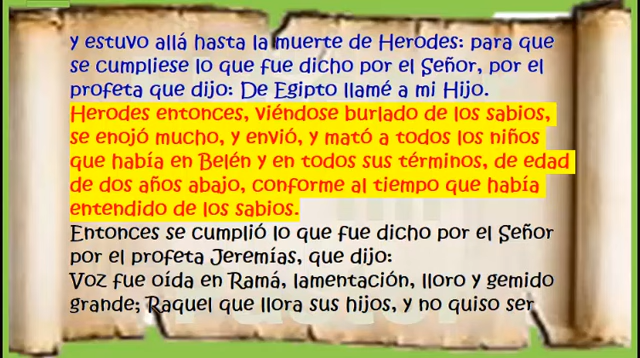 y estuvo allá hasta la muerte de Herodes: para que
se cumpliese lo que fue dicho por el Señor, por el
profeta que dijo: De Egipto llamé a mi Hijo.
Herodes entonces, viéndose burlado de los sabios,
se enojó mucho, y envió, y mató a todos los niños
que había en Belén y en todos sus términos, de edad
de dos años abajo, conforme al tiempo que había
entendido de los sabios.
Entonces se cumplió lo que fue dicho por el Señor
por el profeta Jeremías, que dijo:
Voz fue oída en Ramá, lamentación, lloro y gemido
grande; Raquel que llora sus hijos, y no quiso ser